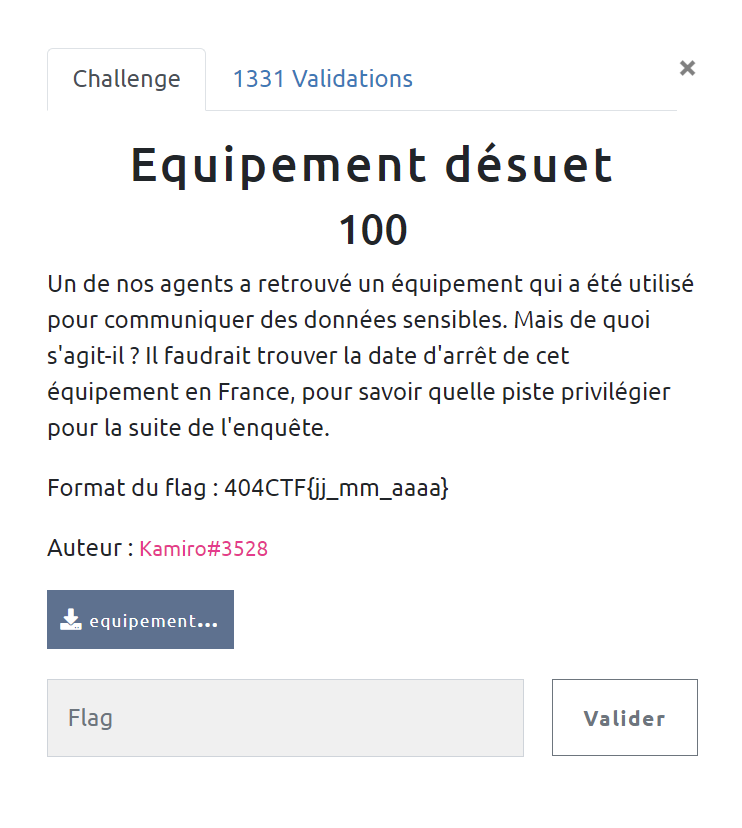 Challenge
1331 Validations
×
Equipement désuet
100
Un de nos agents a retrouvé un équipement qui a été utilisé
pour communiquer des données sensibles. Mais de quoi
s'agit-il ? Il faudrait trouver la date d'arrêt de cet
équipement en France, pour savoir quelle piste privilégier
pour la suite de l'enquête.
Format du flag : 404CTF{jj_mm_aaaa}
Auteur : Kamiro#3528
equipement...
Flag
Valider